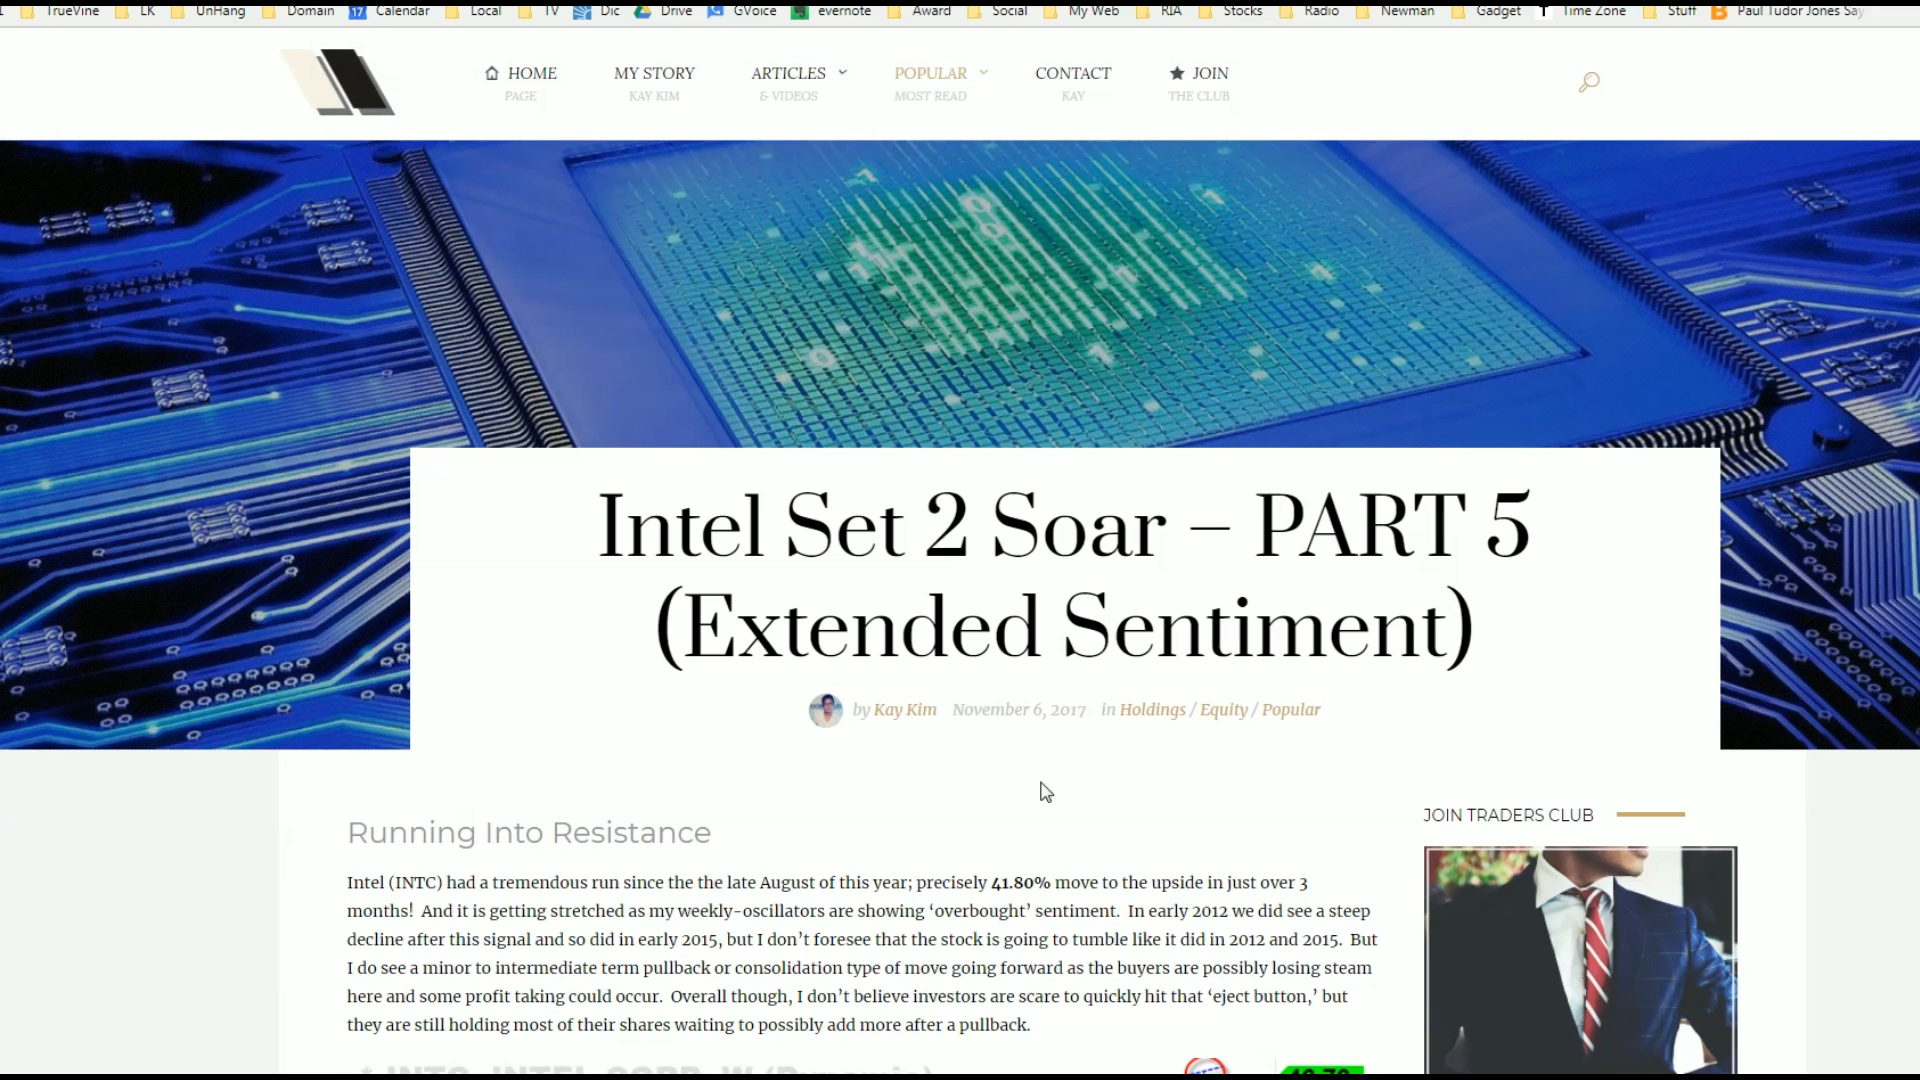 TrueVine LK UnHang Domain 17 Calendar Local TV Dic Drive GVoice evernote Award Social My Web RIA Stocks Radio Newman Gadget T Time Zone Stuff Paul Tudor Jones Say
HOME MY STORY ARTICLES POPULAR CONTACT JOIN
PAGE KAY KIM & VIDEOS MOST READ KAY THE CLUB
Intel Set 2 Soar – PART 5
(Extended Sentiment)
by Kay Kim November 6, 2017 in Holdings / Equity / Popular
JOIN TRADERS CLUB
Running Into Resistance
Intel (INTC) had a tremendous run since the the late August of this year; precisely 41.80% move to the upside in just over 3
months! And it is getting stretched as my weekly-oscillators are showing ‘overbought’ sentiment. In early 2012 we did see a steep
decline after this signal and so did in early 2015, but I don’t foresee that the stock is going to tumble like it did in 2012 and 2015. But
I do see a minor to intermediate term pullback or consolidation type of move going forward as the buyers are possibly losing steam
here and some profit taking could occur. Overall though, I don’t believe investors are scare to quickly hit that ‘eject button,’ but
they are still holding most of their shares waiting to possibly add more after a pullback.